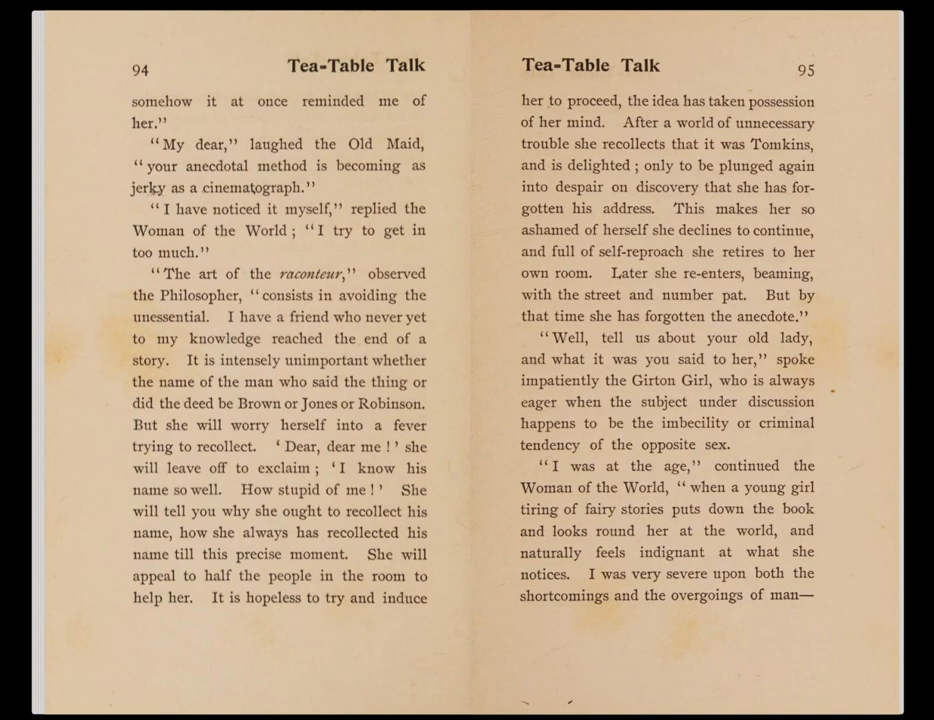 94
Tea-Table Talk
somehow it at once reminded me of
her.”
“My dear,” laughed the Old Maid,
“your anecdotal method is becoming as
jerky as a cinematograph.”
“I have noticed it myself,” replied the
Woman of the World; “I try to get in
too much.”
“The art of the raconteur,” observed
the Philosopher, “consists in avoiding the
unessential. I have a friend who never yet
to my knowledge reached the end of a
story. It is intensely unimportant whether
the name of the man who said the thing or
did the deed be Brown or Jones or Robinson.
But she will worry herself into a fever
trying to recollect. ‘Dear, dear me!’ she
will leave off to exclaim; ‘I know his
name so well. How stupid of me!’ She
will tell you why she ought to recollect his
name, how she always has recollected his
name till this precise moment. She will
appeal to half the people in the room to
help her. It is hopeless to try and induce
Tea-Table Talk
95
her to proceed, the idea has taken possession
of her mind. After a world of unnecessary
trouble she recollects that it was Tomkins,
and is delighted; only to be plunged again
into despair on discovery that she has for-
gotten his address. This makes her so
ashamed of herself she declines to continue,
and full of self-reproach she retires to her
own room. Later she re-enters, beaming,
with the street and number pat. But by
that time she has forgotten the anecdote.”
“Well, tell us about your old lady,
and what it was you said to her,” spoke
impatiently the Girton Girl, who is always
eager when the subject under discussion
happens to be the imbecility or criminal
tendency of the opposite sex.
“I was at the age,” continued the
Woman of the World, “when a young girl
tiring of fairy stories puts down the book
and looks round her at the world, and
naturally feels indignant at what she
notices. I was very severe upon both the
shortcomings and the overgoings of man—